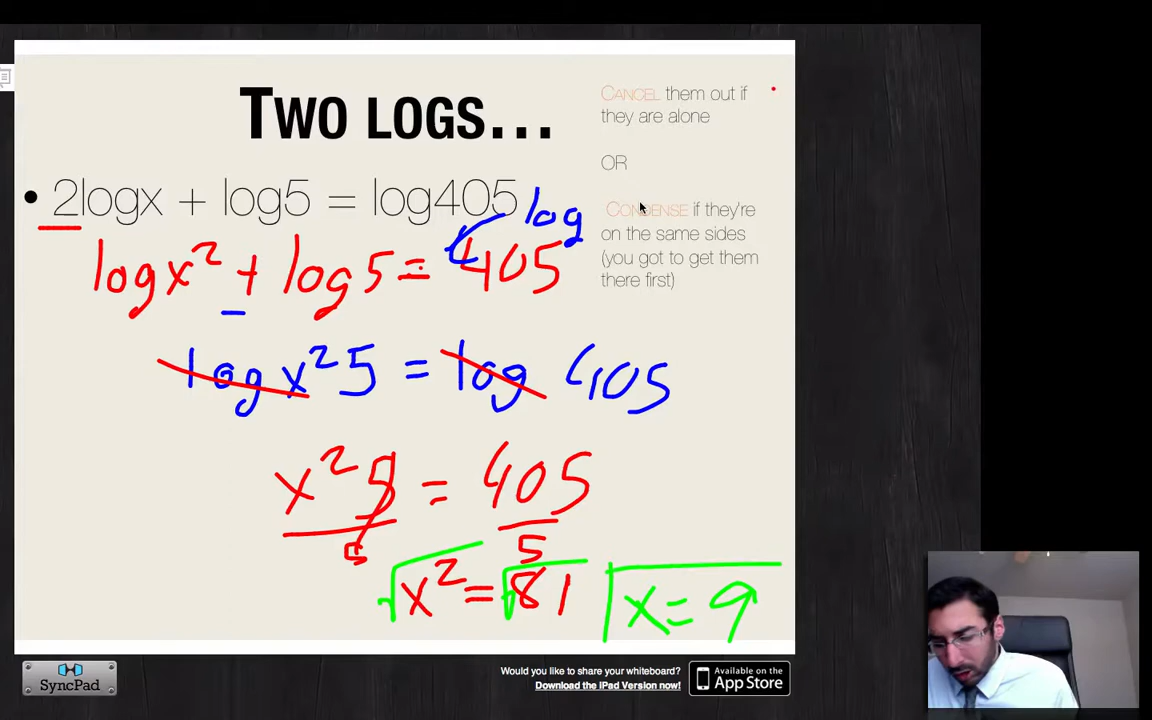 TWO LOGS...
CANCEL them out if
they are alone
OR
CONDENSE if they're
on the same sides
(you got to get them
there first)
• 2logx + log5 = log405
log
logx² + log5 = 405
logx²5 = log 405
x²5 = 405
5 5
√x² = √81
x = 9
SyncPad
Would you like to share your whiteboard?
Download the iPad Version now!
Available on the
App Store